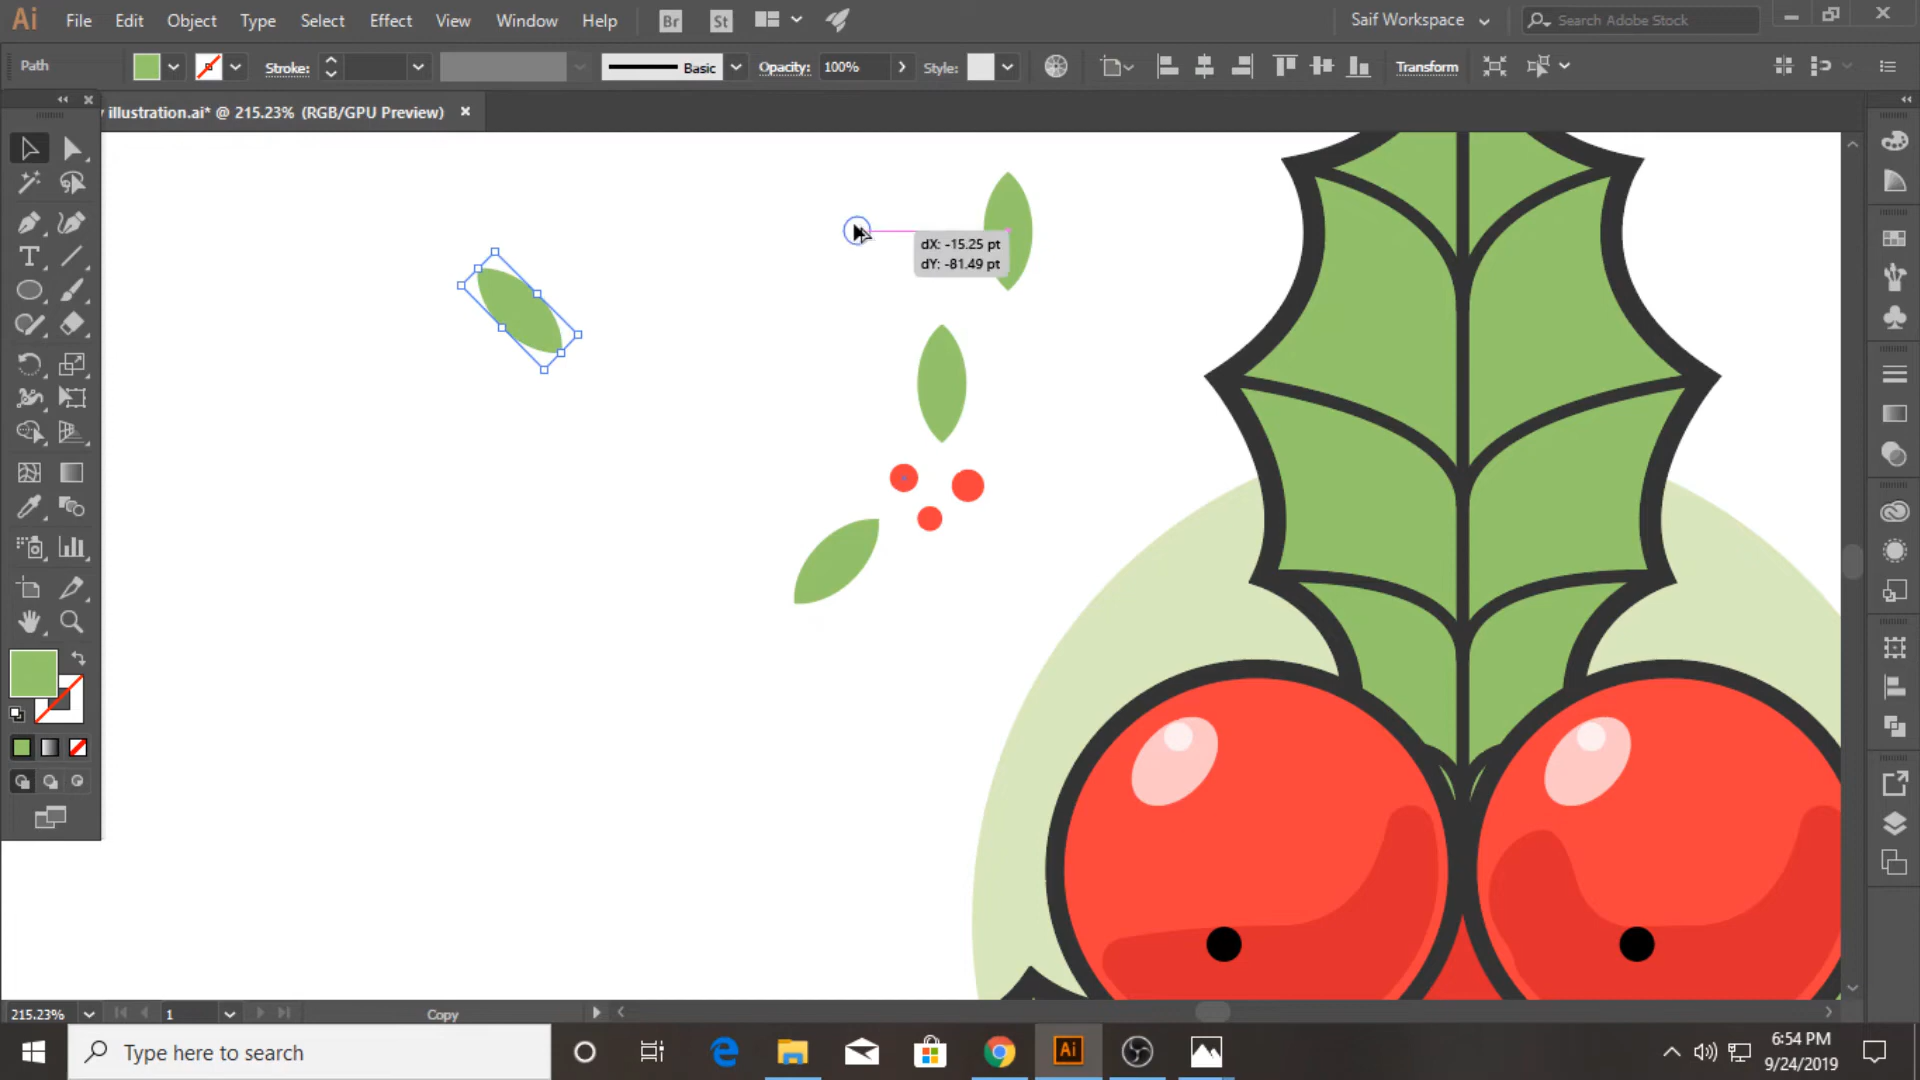 Ai File Edit Object Type Select Effect View Window Help Br St Saif Workspace Search Adobe Stock
Path Stroke: Basic Opacity: 100% Style: Transform
illustration.ai* @ 215.23% (RGB/GPU Preview)
dX: -15.25 pt
dY: -81.49 pt
215.23% 1 Copy
Type here to search
Ai
6:54 PM
9/24/2019